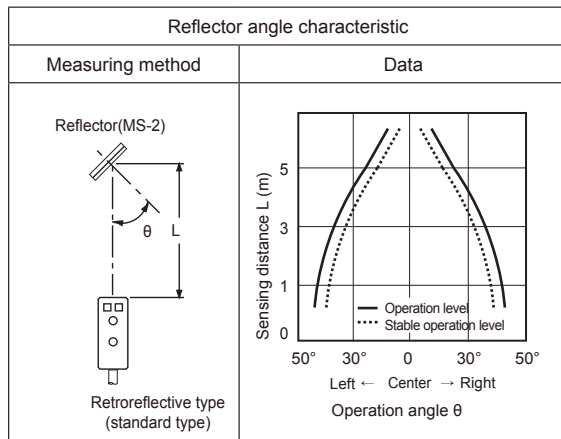 Reflector angle characteristic
Measuring method
Data
Reflector(MS-2)
θ
L
Retroreflective type
(standard type)
Sensing distance L (m)
5
3
1
0
Operation level
Stable operation level
50° 30° 0 30° 50°
Left ← Center → Right
Operation angle θ